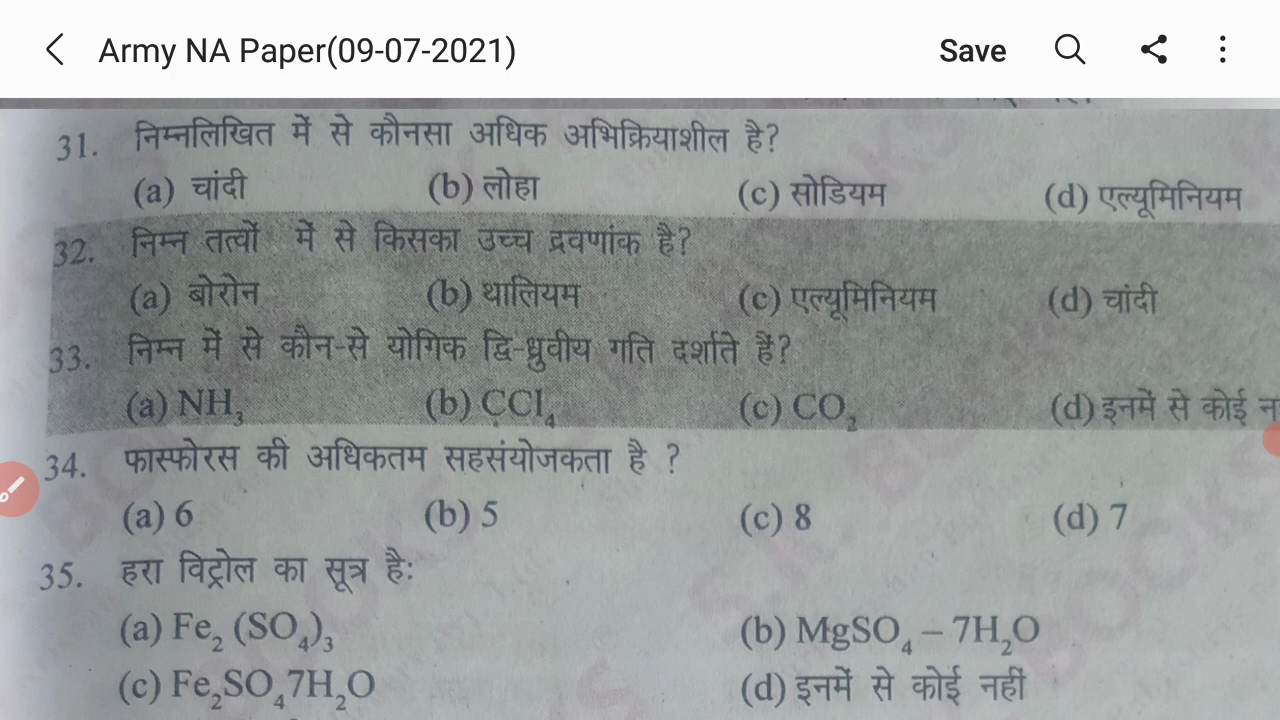 Army NA Paper(09-07-2021)
Save
31. निम्नलिखित में से कौनसा अधिक अभिक्रियाशील है?
(a) चांदी (b) लोहा (c) सोडियम (d) एल्यूमिनियम
32. निम्न तत्वों में से किसका उच्च द्रवणांक है?
(a) बोरोन (b) थालियम (c) एल्यूमिनियम (d) चांदी
33. निम्न में से कौन-से योगिक द्वि-ध्रुवीय गति दर्शाते हैं?
(a) NH₃ (b) CCl₄ (c) CO₂ (d) इनमें से कोई
34. फास्फोरस की अधिकतम सहसंयोजकता है ?
(a) 6 (b) 5 (c) 8 (d) 7
35. हरा विट्रोल का सूत्र है:
(a) Fe₂ (SO₄)₃ (b) MgSO₄ – 7H₂O
(c) Fe₂SO₄7H₂O (d) इनमें से कोई नहीं